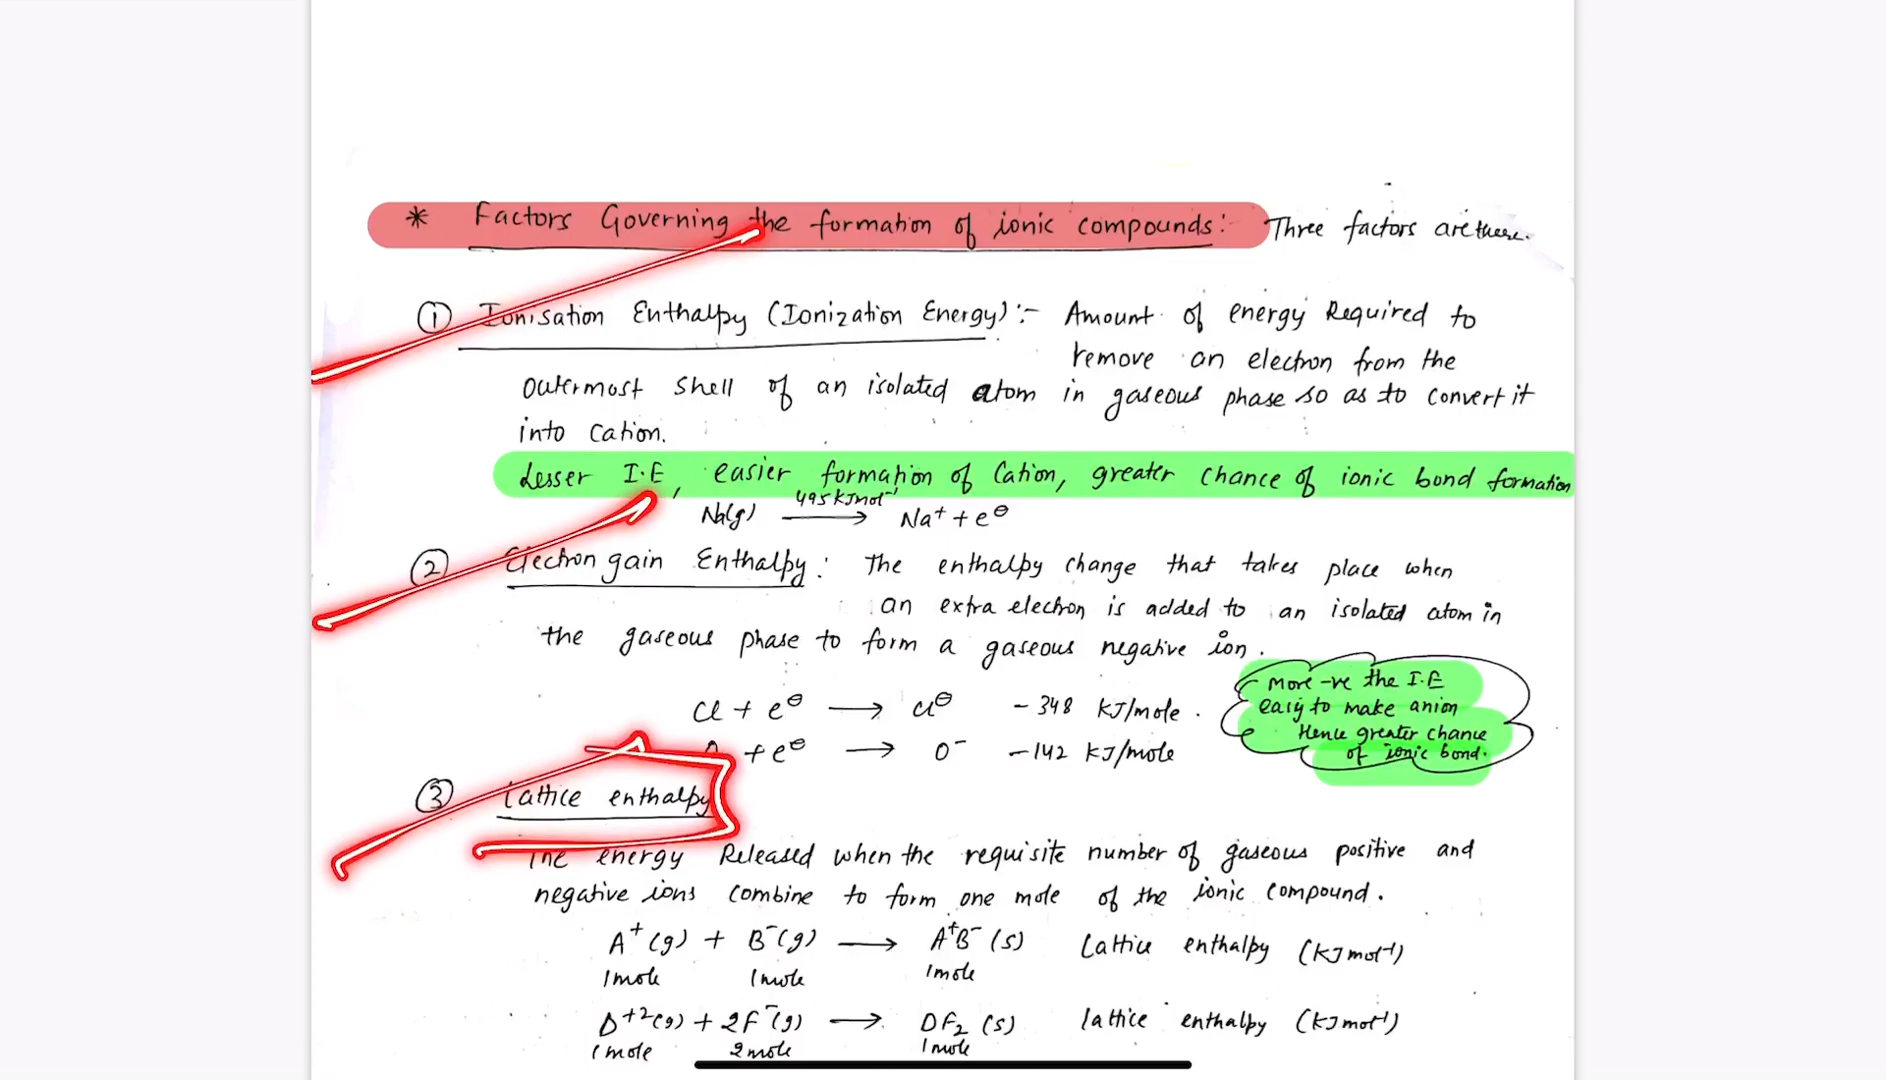 * Factors Governing the formation of ionic compounds:- Three factors are there.
① Ionisation Enthalpy (Ionization Energy):- Amount of energy Required to
remove an electron from the
outermost shell of an isolated atom in gaseous phase so as to convert it
into Cation.
Lesser I.E, easier formation of Cation, greater chance of ionic bond formation
Na(g) —495 KJmol⁻¹→ Na⁺ + e⊖
② Electron gain Enthalpy: The enthalpy change that takes place when
an extra electron is added to an isolated atom in
the gaseous phase to form a gaseous negative ion.
Cl + e⊖ → Cl⊖ -348 KJ/mole.
+ e⊖ → O⁻ -142 KJ/mole
More -ve the I.E
easy to make anion
Hence greater chance
of ionic bond.
③ Lattice enthalpy
The energy Released when the requisite number of gaseous positive and
negative ions combine to form one mole of the ionic compound.
A⁺(g) + B⁻(g) → A⁺B⁻(s) Lattice enthalpy (KJmol⁻¹)
1mole 1mole 1mole
D⁺²(g) + 2F⁻(g) → DF₂(s) lattice enthalpy (KJmol⁻¹)
1mole 2mole 1mole